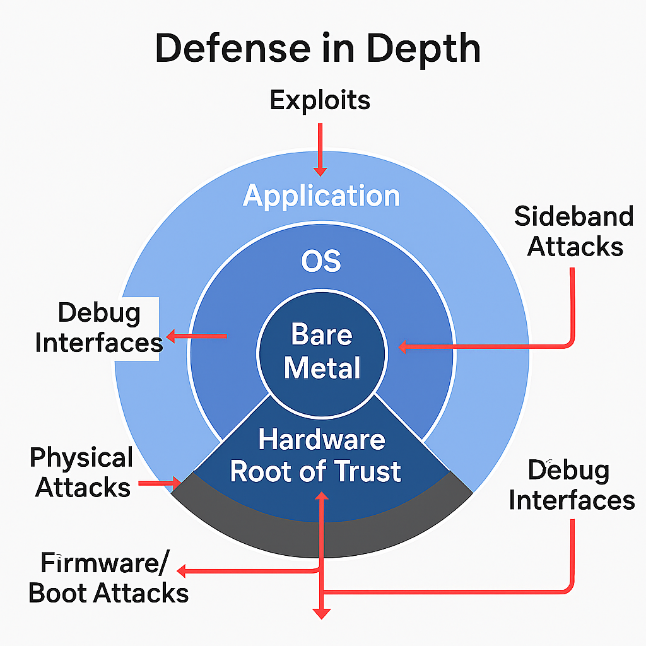 Defense in Depth
Exploits
Application
Sideband
Attacks
OS
Debug
Interfaces
Bare
Metal
Hardware
Root of Trust
Physical
Attacks
Debug
Interfaces
Firmware/
Boot Attacks